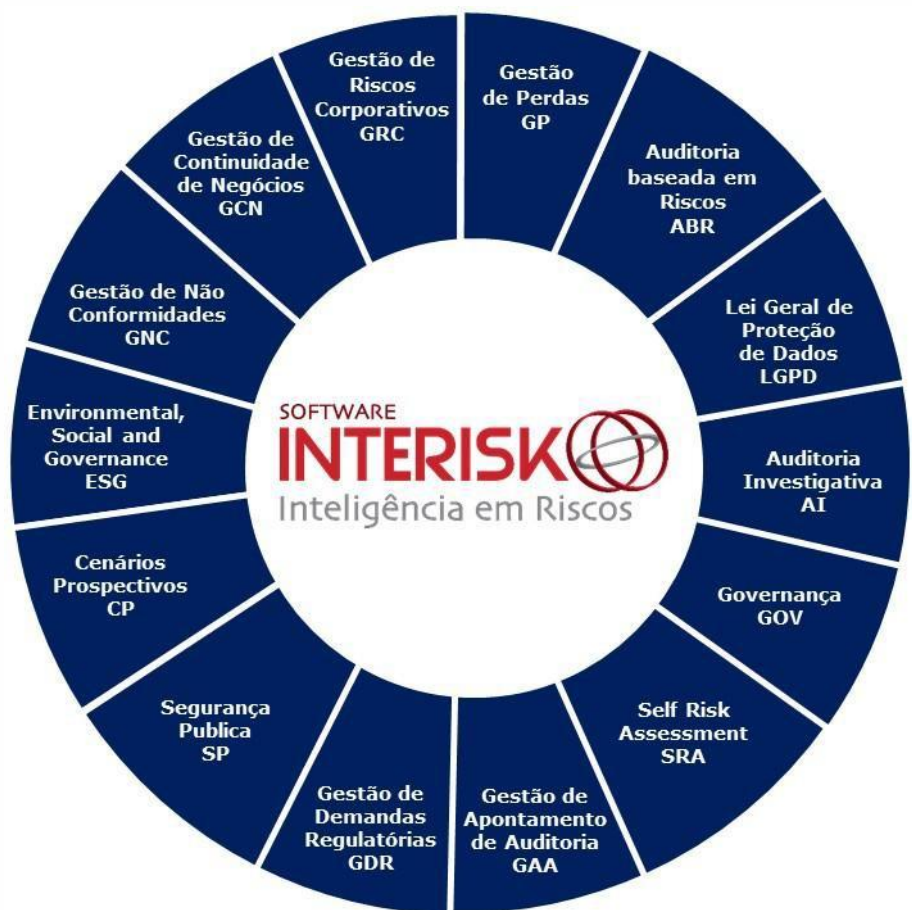 Gestão de
Riscos
Corporativos
GRC
Gestão
de Perdas
GP
Auditoria
baseada em
Riscos
ABR
Lei Geral de
Proteção
de Dados
LGPD
Auditoria
Investigativa
AI
Governança
GOV
Self Risk
Assessment
SRA
Gestão de
Apontamento
de Auditoria
GAA
Gestão de
Demandas
Regulatórias
GDR
Segurança
Publica
SP
Cenários
Prospectivos
CP
Environmental,
Social and
Governance
ESG
Gestão de Não
Conformidades
GNC
Gestão de
Continuidade
de Negócios
GCN
SOFTWARE
INTERISK
Inteligência em Riscos